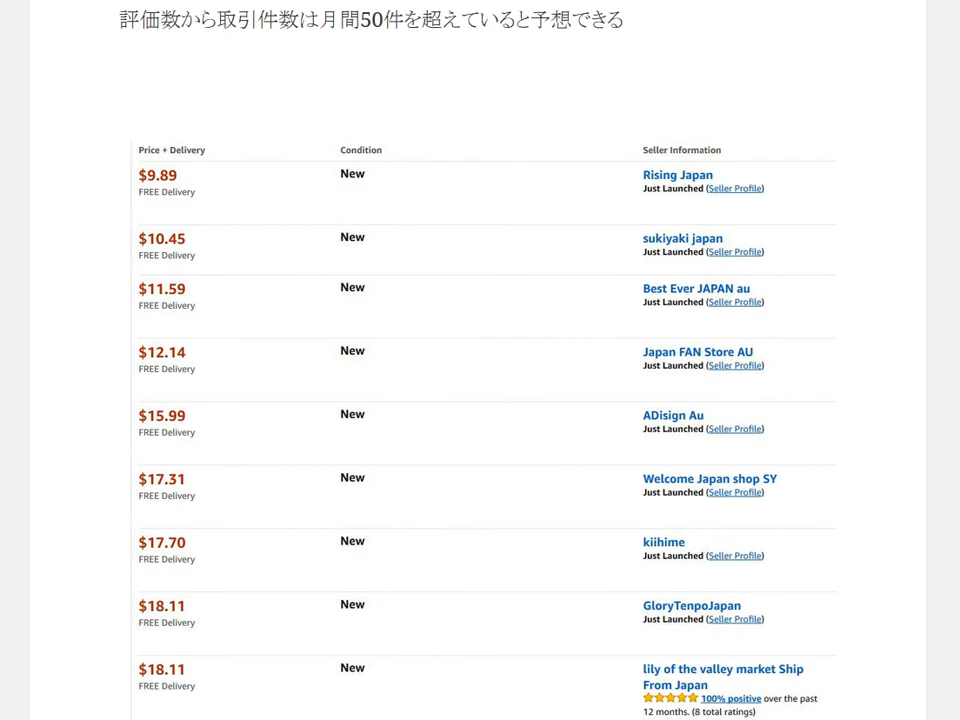 評価数から取引件数は月間50件を超えていると予想できる
Price + Delivery Condition Seller Information
$9.89 New Rising Japan
FREE Delivery Just Launched (Seller Profile)
$10.45 New sukiyaki japan
FREE Delivery Just Launched (Seller Profile)
$11.59 New Best Ever JAPAN au
FREE Delivery Just Launched (Seller Profile)
$12.14 New Japan FAN Store AU
FREE Delivery Just Launched (Seller Profile)
$15.99 New ADisign Au
FREE Delivery Just Launched (Seller Profile)
$17.31 New Welcome Japan shop SY
FREE Delivery Just Launched (Seller Profile)
$17.70 New kiihime
FREE Delivery Just Launched (Seller Profile)
$18.11 New GloryTenpoJapan
FREE Delivery Just Launched (Seller Profile)
$18.11 New lily of the valley market Ship
FREE Delivery From Japan
100% positive over the past
12 months. (8 total ratings)